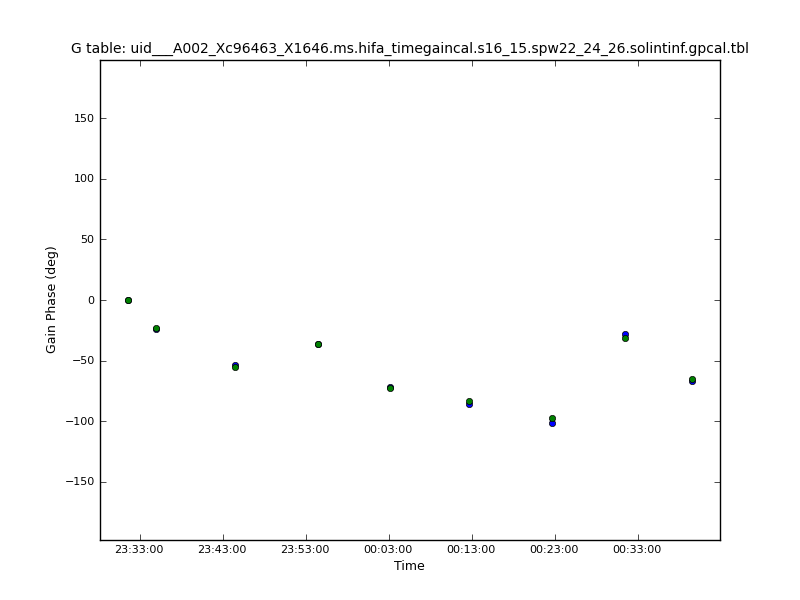 G table: uid___A002_Xc96463_X1646.ms.hifa_timegaincal.s16_15.spw22_24_26.solintinf.gpcal.tbl
150
100
50
0
−50
−100
−150
Gain Phase (deg)
23:33:00 23:43:00 23:53:00 00:03:00 00:13:00 00:23:00 00:33:00
Time